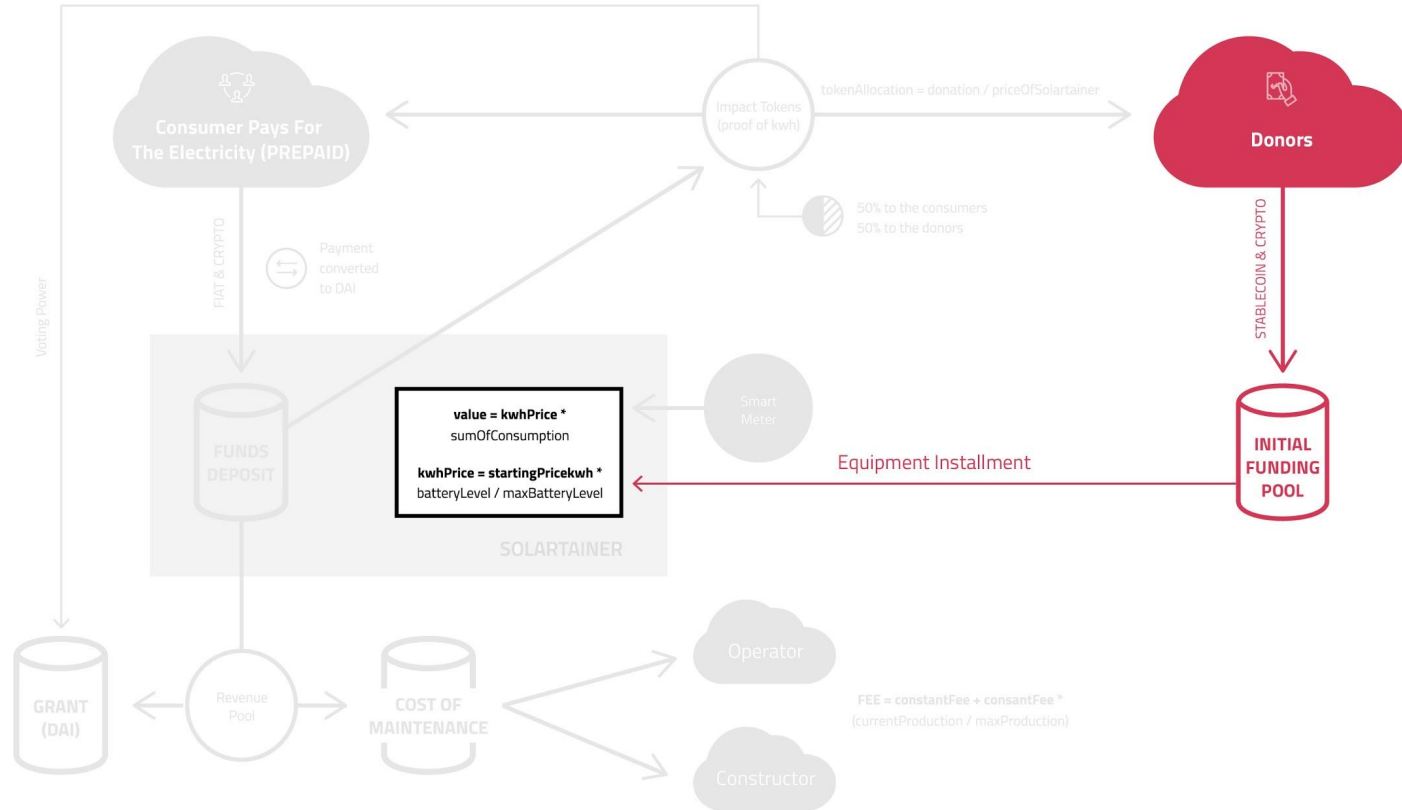 Consumer Pays For
The Electricity (PREPAID)
Impact Tokens
(proof of kwh)
tokenAllocation = donation / priceOfSolartainer
Donors
50% to the consumers
50% to the donors
FIAT & CRYPTO
Payment
converted
to DAI
STABLECOIN & CRYPTO
Voting Power
FUNDS
DEPOSIT
value = kwhPrice *
sumOfConsumption
kwhPrice = startingPricekwh *
batteryLevel / maxBatteryLevel
Smart
Meter
Equipment Installment
INITIAL
FUNDING
POOL
SOLARTAINER
GRANT
(DAI)
Revenue
Pool
COST OF
MAINTENANCE
Operator
FEE = constantFee + consantFee *
(currentProduction / maxProduction)
Constructor